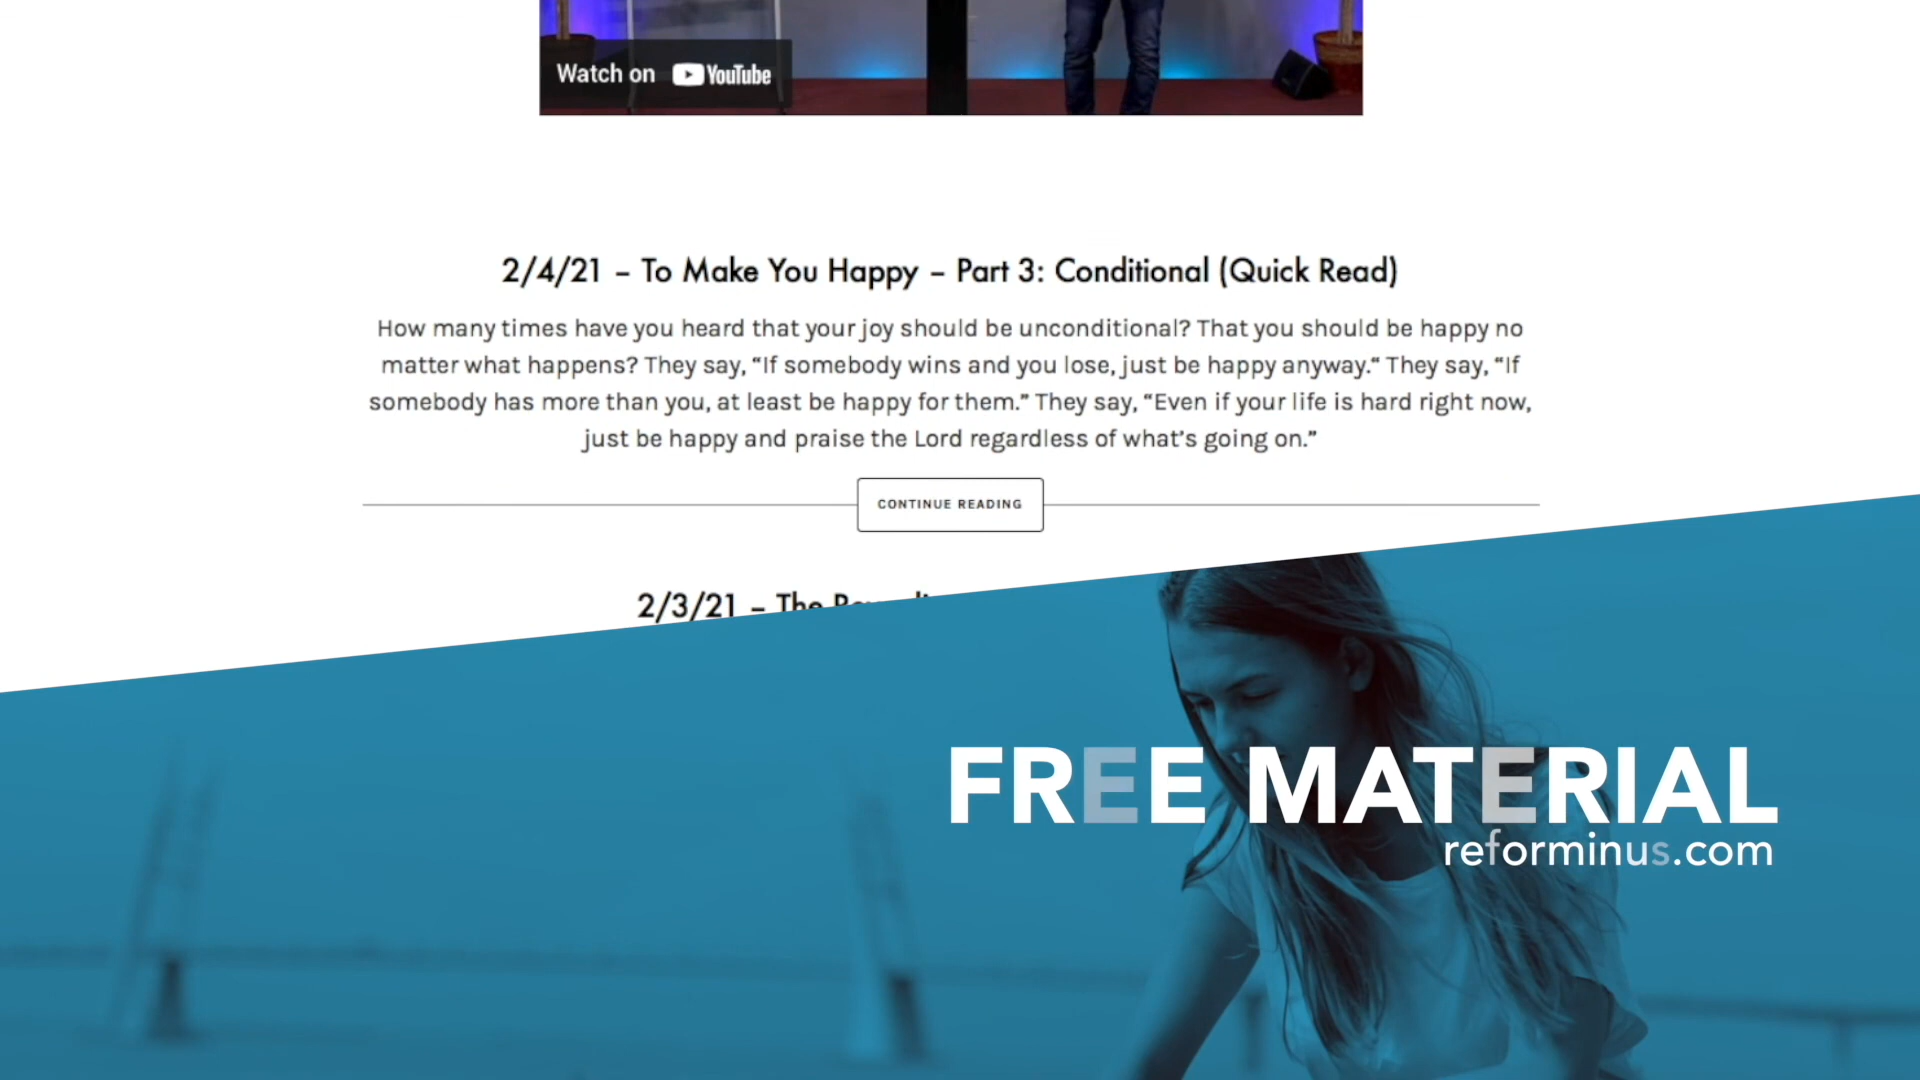 Watch on YouTube
2/4/21 – To Make You Happy – Part 3: Conditional (Quick Read)
How many times have you heard that your joy should be unconditional? That you should be happy no
matter what happens? They say, “If somebody wins and you lose, just be happy anyway.“ They say, “If
somebody has more than you, at least be happy for them.” They say, “Even if your life is hard right now,
just be happy and praise the Lord regardless of what’s going on.”
CONTINUE READING
2/3/21 – The
FREE MATERIAL
reforminus.com